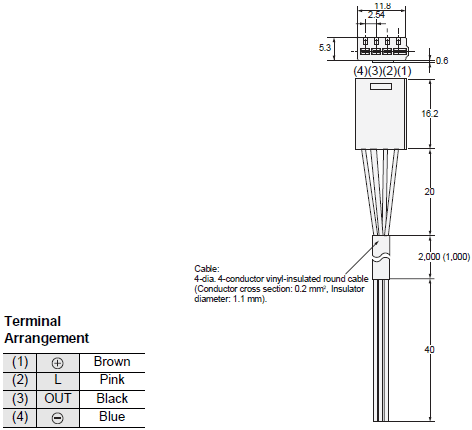 11.8
2.54
5.3
0.6
(4)(3)(2)(1)
16.2
20
2,000 (1,000)
Cable:
4-dia. 4-conductor vinyl-insulated round cable
(Conductor cross section: 0.2 mm², Insulator
diameter: 1.1 mm).
40
Terminal
Arrangement
(1) ⊕ Brown
(2) L Pink
(3) OUT Black
(4) ⊖ Blue